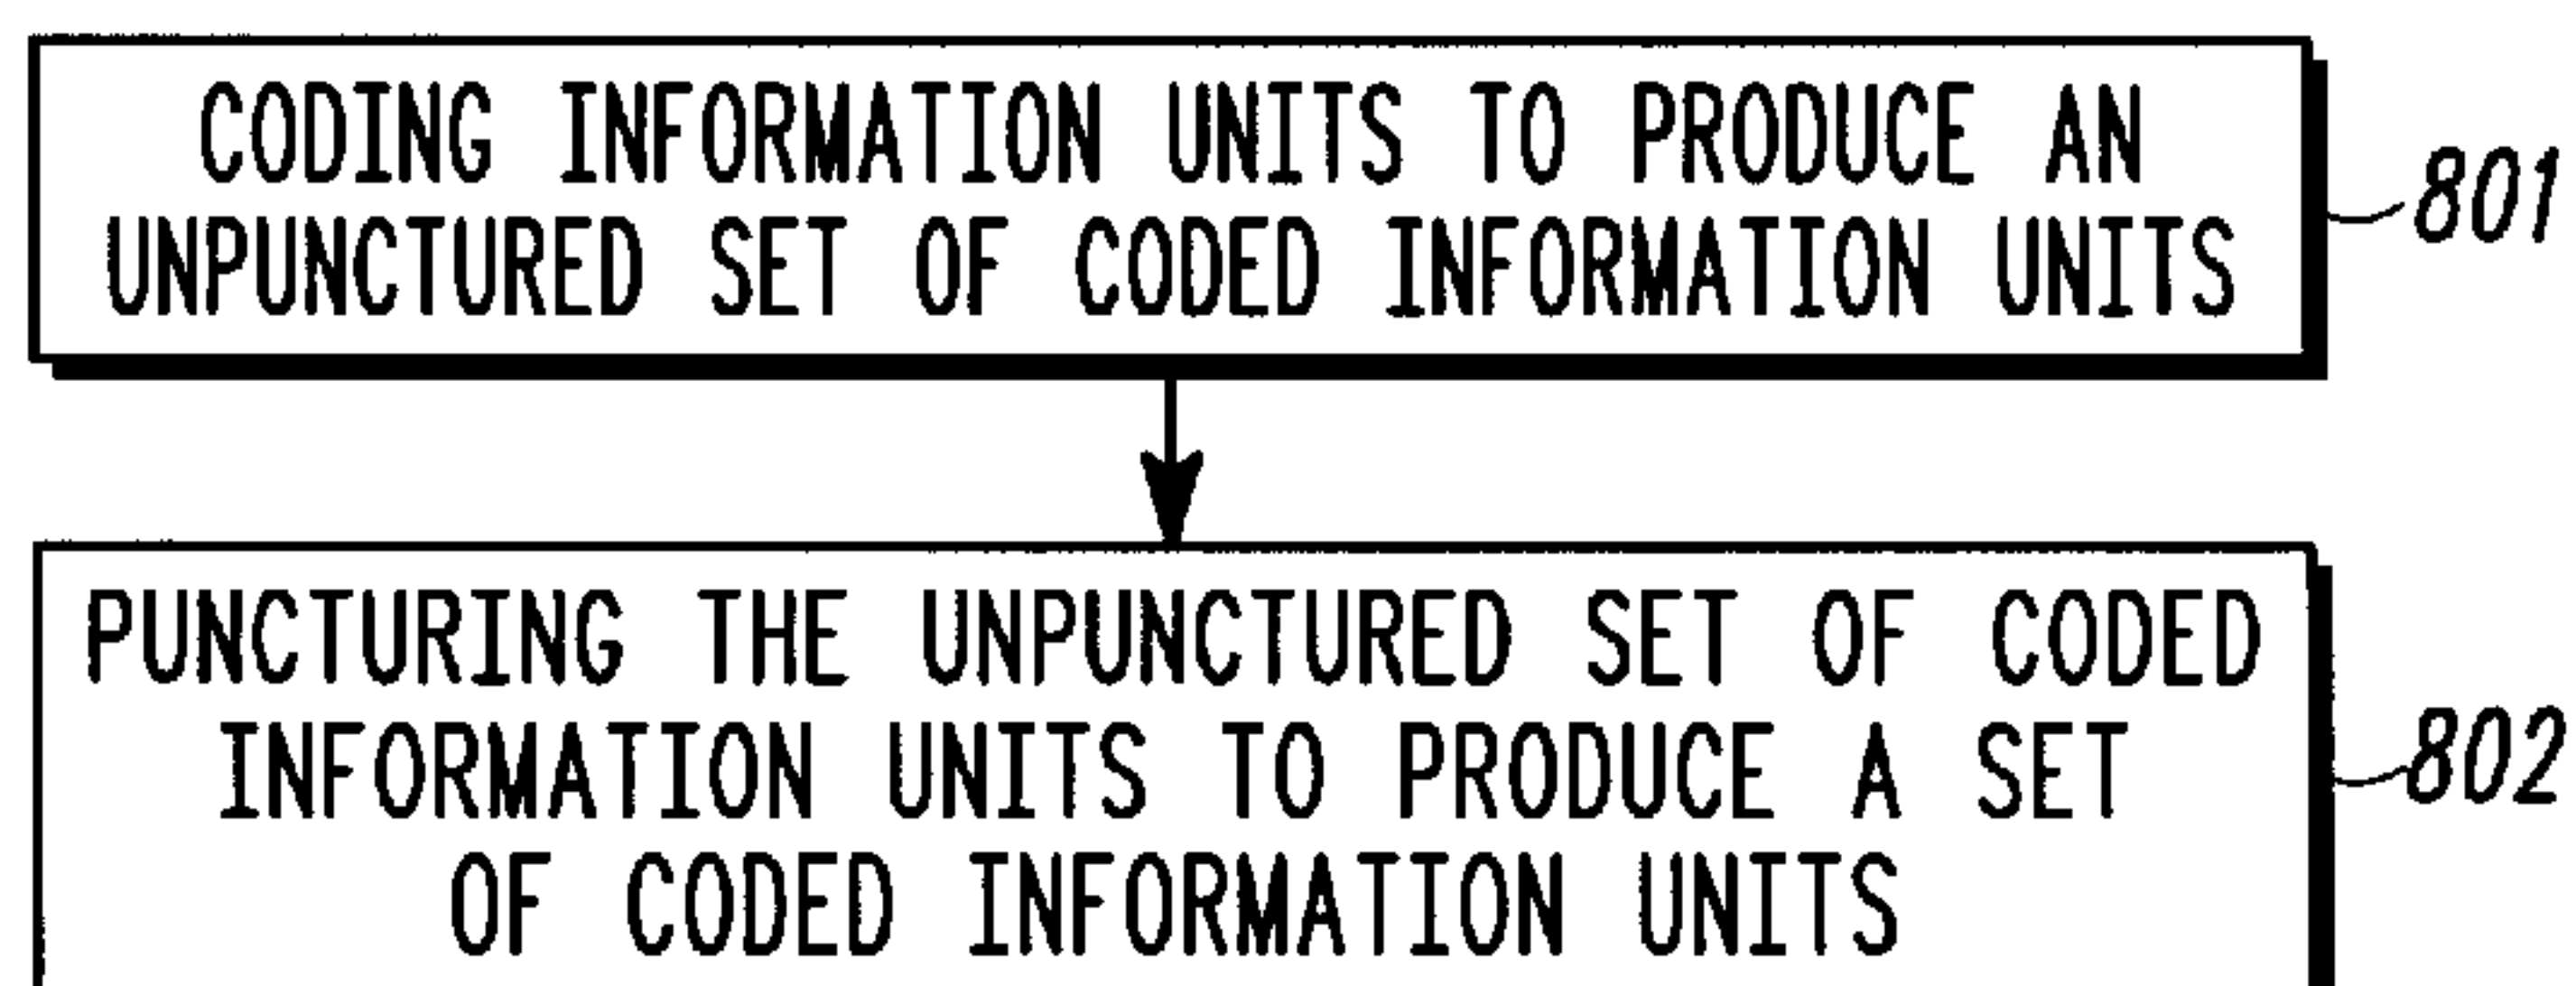 CODING INFORMATION UNITS TO PRODUCE AN
UNPUNCTURED SET OF CODED INFORMATION UNITS
801
PUNCTURING THE UNPUNCTURED SET OF CODED
INFORMATION UNITS TO PRODUCE A SET
OF CODED INFORMATION UNITS
802